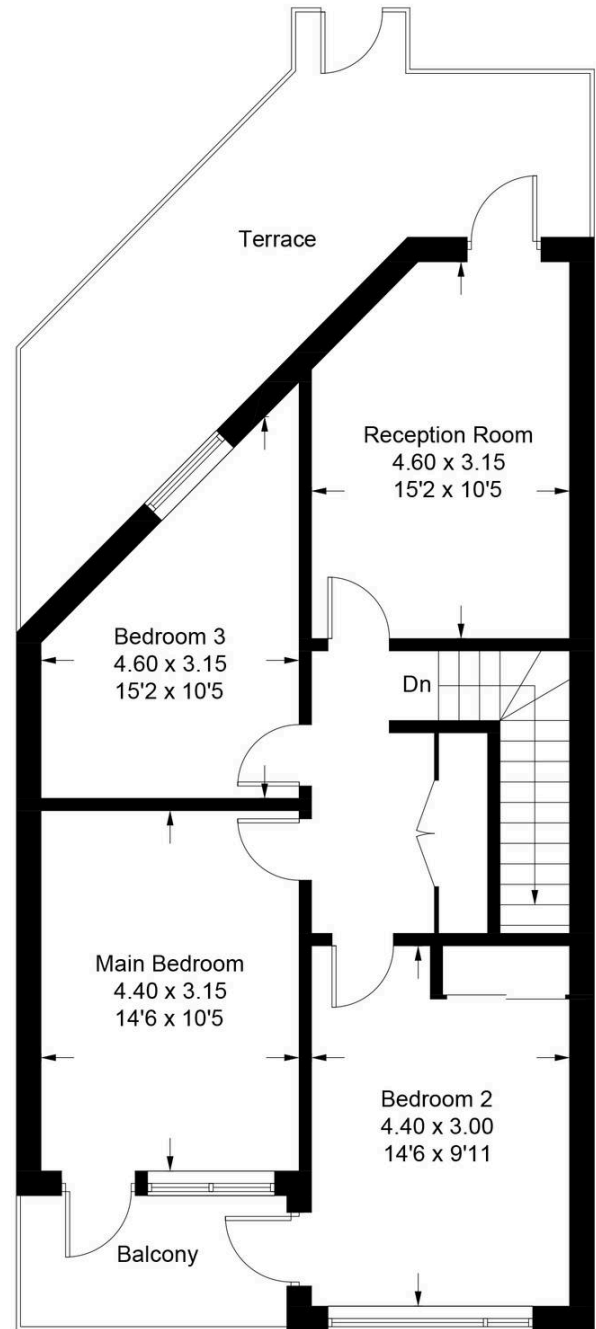 Terrace
Reception Room
4.60 x 3.15
15'2 x 10'5
Bedroom 3
4.60 x 3.15
15'2 x 10'5
Dn
Main Bedroom
4.40 x 3.15
14'6 x 10'5
Bedroom 2
4.40 x 3.00
14'6 x 9'11
Balcony